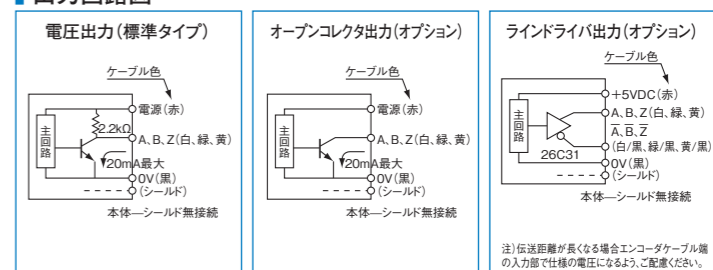 電圧出力(標準タイプ)
ケーブル色
電源(赤)
主回路
2.2kΩ
A、B、Z(白、緑、黄)
20mA最大
0V(黒)
(シールド)
本体―シールド無接続
オープンコレクタ出力(オプション)
ケーブル色
電源(赤)
主回路
A、B、Z(白、緑、黄)
20mA最大
0V(黒)
(シールド)
本体―シールド無接続
ラインドライバ出力(オプション)
ケーブル色
+5VDC(赤)
主回路
A、B、Z(白、緑、黄)
A̅、B̅、Z̅
(白/黒、緑/黒、黄/黒)
26C31
0V(黒)
(シールド)
本体―シールド無接続
注)伝送距離が長くなる場合エンコーダケーブル端
の入力部で仕様の電圧になるよう、ご配慮ください。